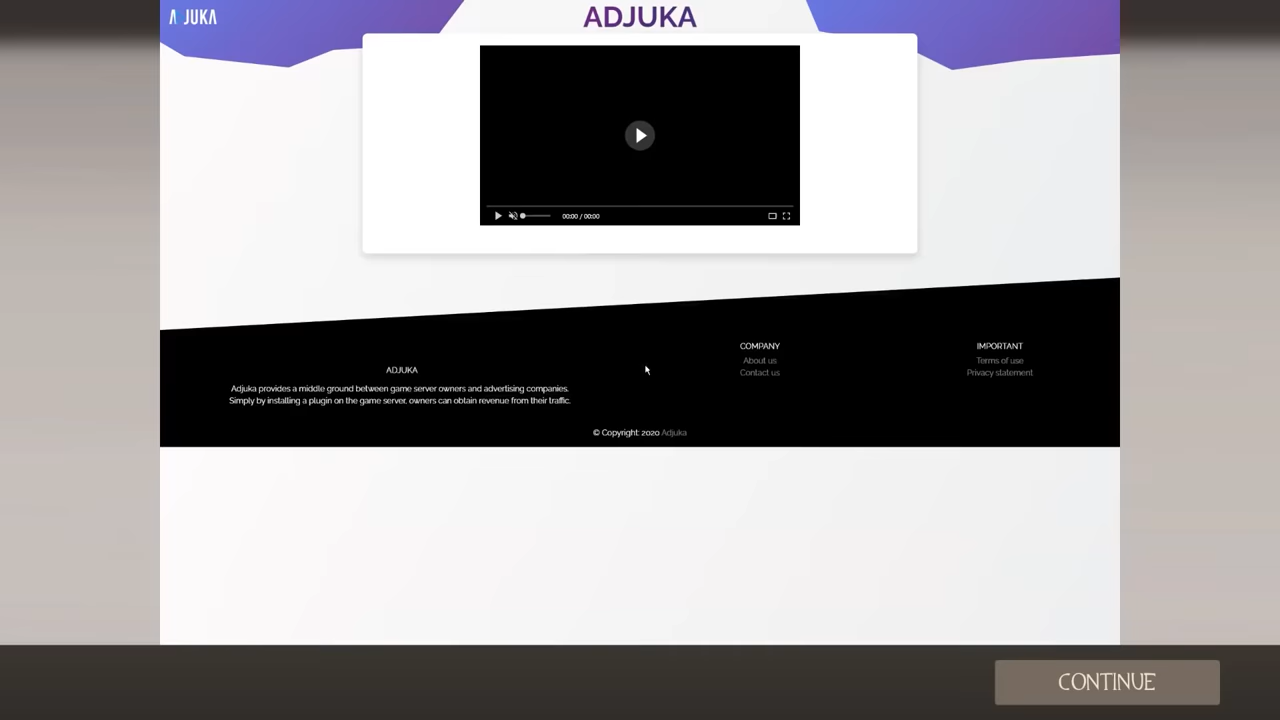 A JUKA
ADJUKA
00:00 / 00:00
COMPANY
About us
Contact us
IMPORTANT
Terms of use
Privacy statement
ADJUKA
Adjuka provides a middle ground between game server owners and advertising companies.
Simply by installing a plugin on the game server, owners can obtain revenue from their traffic.
© Copyright: 2020 Adjuka
CONTINUE